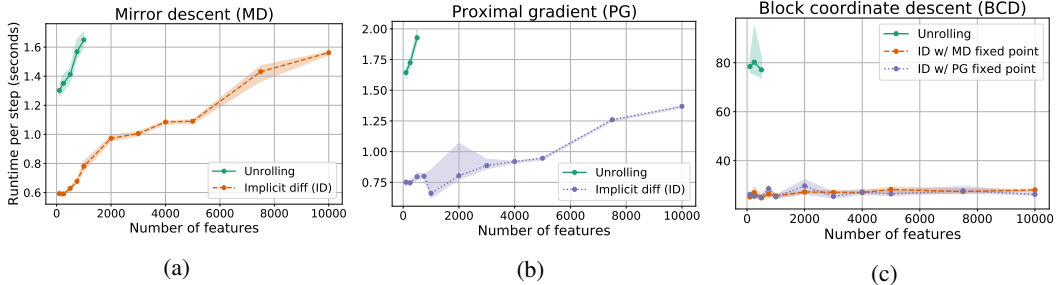 Mirror descent (MD)
Runtime per step (seconds)
1.6
1.4
1.2
1.0
0.8
0.6
Unrolling
Implicit diff (ID)
0 2000 4000 6000 8000 10000
Number of features
(a)
Proximal gradient (PG)
2.00
1.75
1.50
1.25
1.00
0.75
Unrolling
Implicit diff (ID)
0 2000 4000 6000 8000 10000
Number of features
(b)
Block coordinate descent (BCD)
Unrolling
ID w/ MD fixed point
ID w/ PG fixed point
80
60
40
0 2000 4000 6000 8000 10000
Number of features
(c)